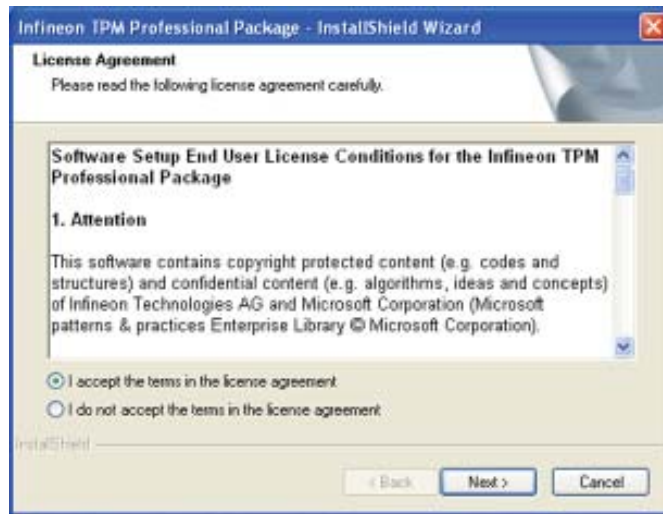 Infineon TPM Professional Package - InstallShield Wizard
License Agreement
Please read the following license agreement carefully.
Software Setup End User License Conditions for the Infineon TPM
Professional Package
1. Attention
This software contains copyright protected content (e.g. codes and
structures) and confidential content (e.g. algorithms, ideas and concepts)
of Infineon Technologies AG and Microsoft Corporation (Microsoft
patterns & practices Enterprise Library © Microsoft Corporation).
I accept the terms in the license agreement
I do not accept the terms in the license agreement
InstallShield
< Back
Next >
Cancel